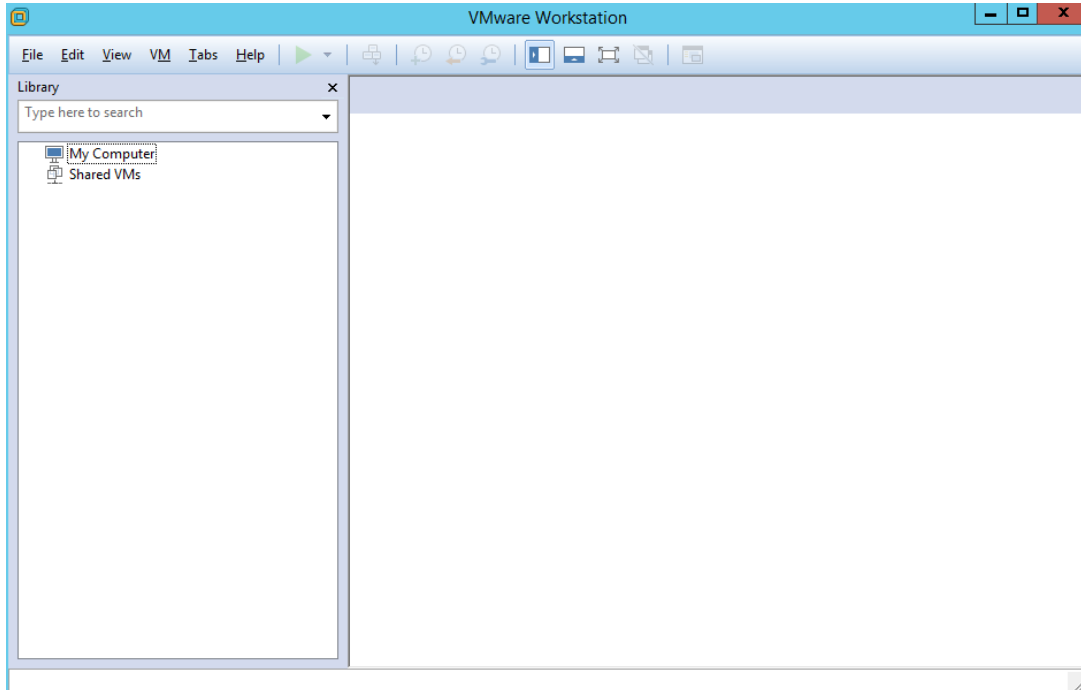 VMware Workstation
File Edit View VM Tabs Help
Library
Type here to search
My Computer
Shared VMs